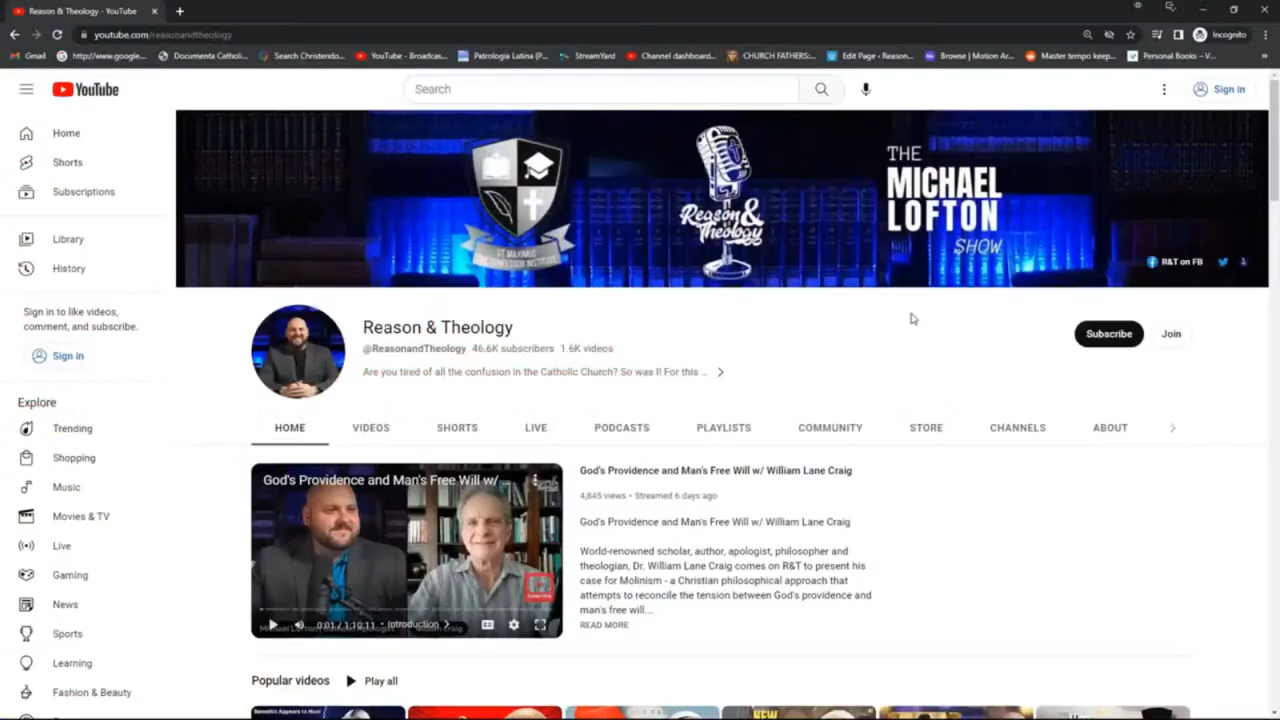 Reason & Theology - YouTube
youtube.com/reasonandtheology
Incognito
Gmail
http://www.google...
Documenta Catholi...
Search Christendo...
YouTube - Broadcas...
Patrologia Latina (P...
StreamYard
Channel dashboard...
CHURCH FATHERS:...
Edit Page ‹ Reason...
Browse | Motion Ar...
Master tempo keep...
Personal Books – V...
YouTube
Search
Sign in
Home
Shorts
Subscriptions
Library
History
Sign in to like videos,
comment, and subscribe.
Sign in
Explore
Trending
Shopping
Music
Movies & TV
Live
Gaming
News
Sports
Learning
Fashion & Beauty
Reason &
Theology
THE
MICHAEL
LOFTON
SHOW
R&T on FB
Reason & Theology
@ReasonandTheology 46.6K subscribers 1.6K videos
Are you tired of all the confusion in the Catholic Church? So was I! For this ...
Subscribe
Join
HOME
VIDEOS
SHORTS
LIVE
PODCASTS
PLAYLISTS
COMMUNITY
STORE
CHANNELS
ABOUT
God's Providence and Man's Free Will w/
0:01 / 1:10:11 • Introduction
God's Providence and Man's Free Will w/ William Lane Craig
4,845 views • Streamed 6 days ago
God's Providence and Man's Free Will w/ William Lane Craig
World-renowned scholar, author, apologist, philosopher and
theologian, Dr. William Lane Craig comes on R&T to present his
case for Molinism - a Christian philosophical approach that
attempts to reconcile the tension between God's providence and
man's free will...
READ MORE
Popular videos
Play all